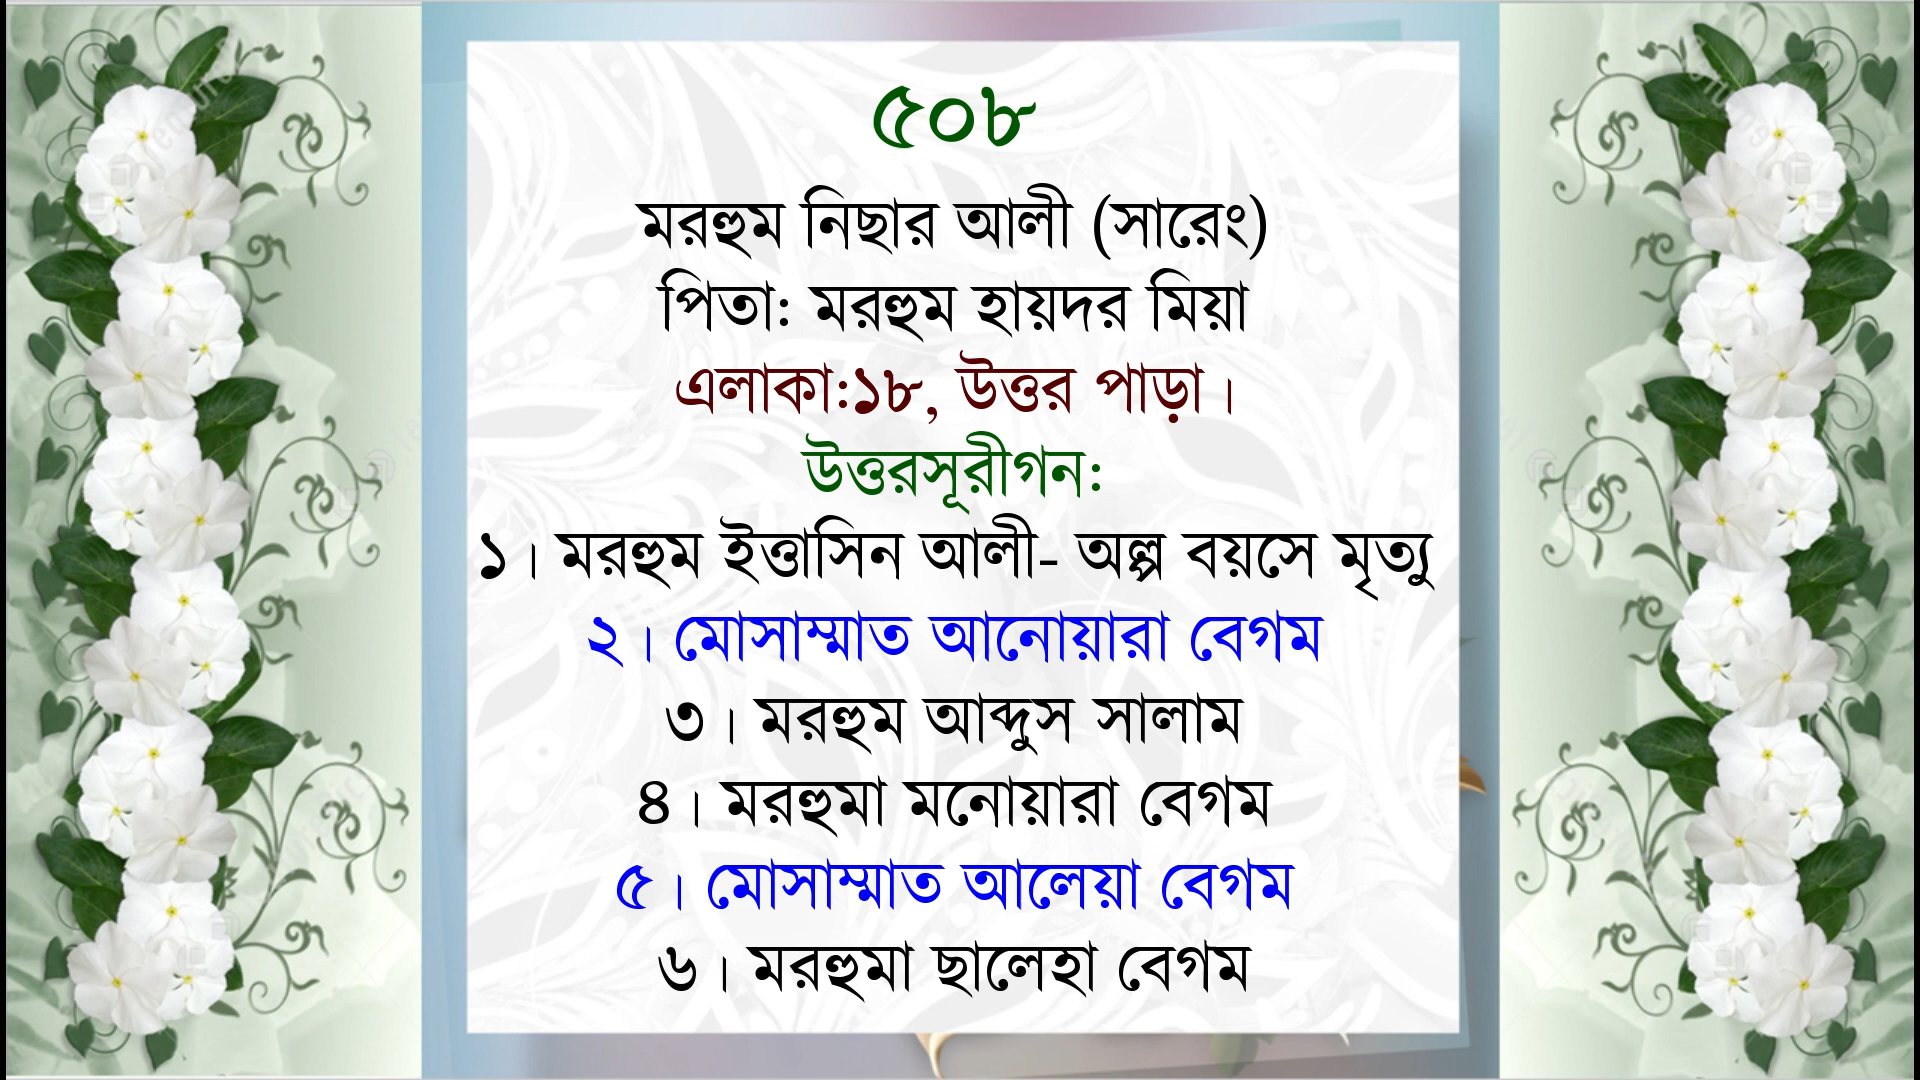 ৫০৮
মরহুম নিছার আলী (সারেং)
পিতা: মরহুম হায়দর মিয়া
এলাকা:১৮, উত্তর পাড়া।
উত্তরসূরীগন:
১। মরহুম ইত্তাসিন আলী- অল্প বয়সে মৃত্যু
২। মোসাম্মাত আনোয়ারা বেগম
৩। মরহুম আব্দুস সালাম
৪। মরহুমা মনোয়ারা বেগম
৫। মোসাম্মাত আলেয়া বেগম
৬। মরহুমা ছালেহা বেগম